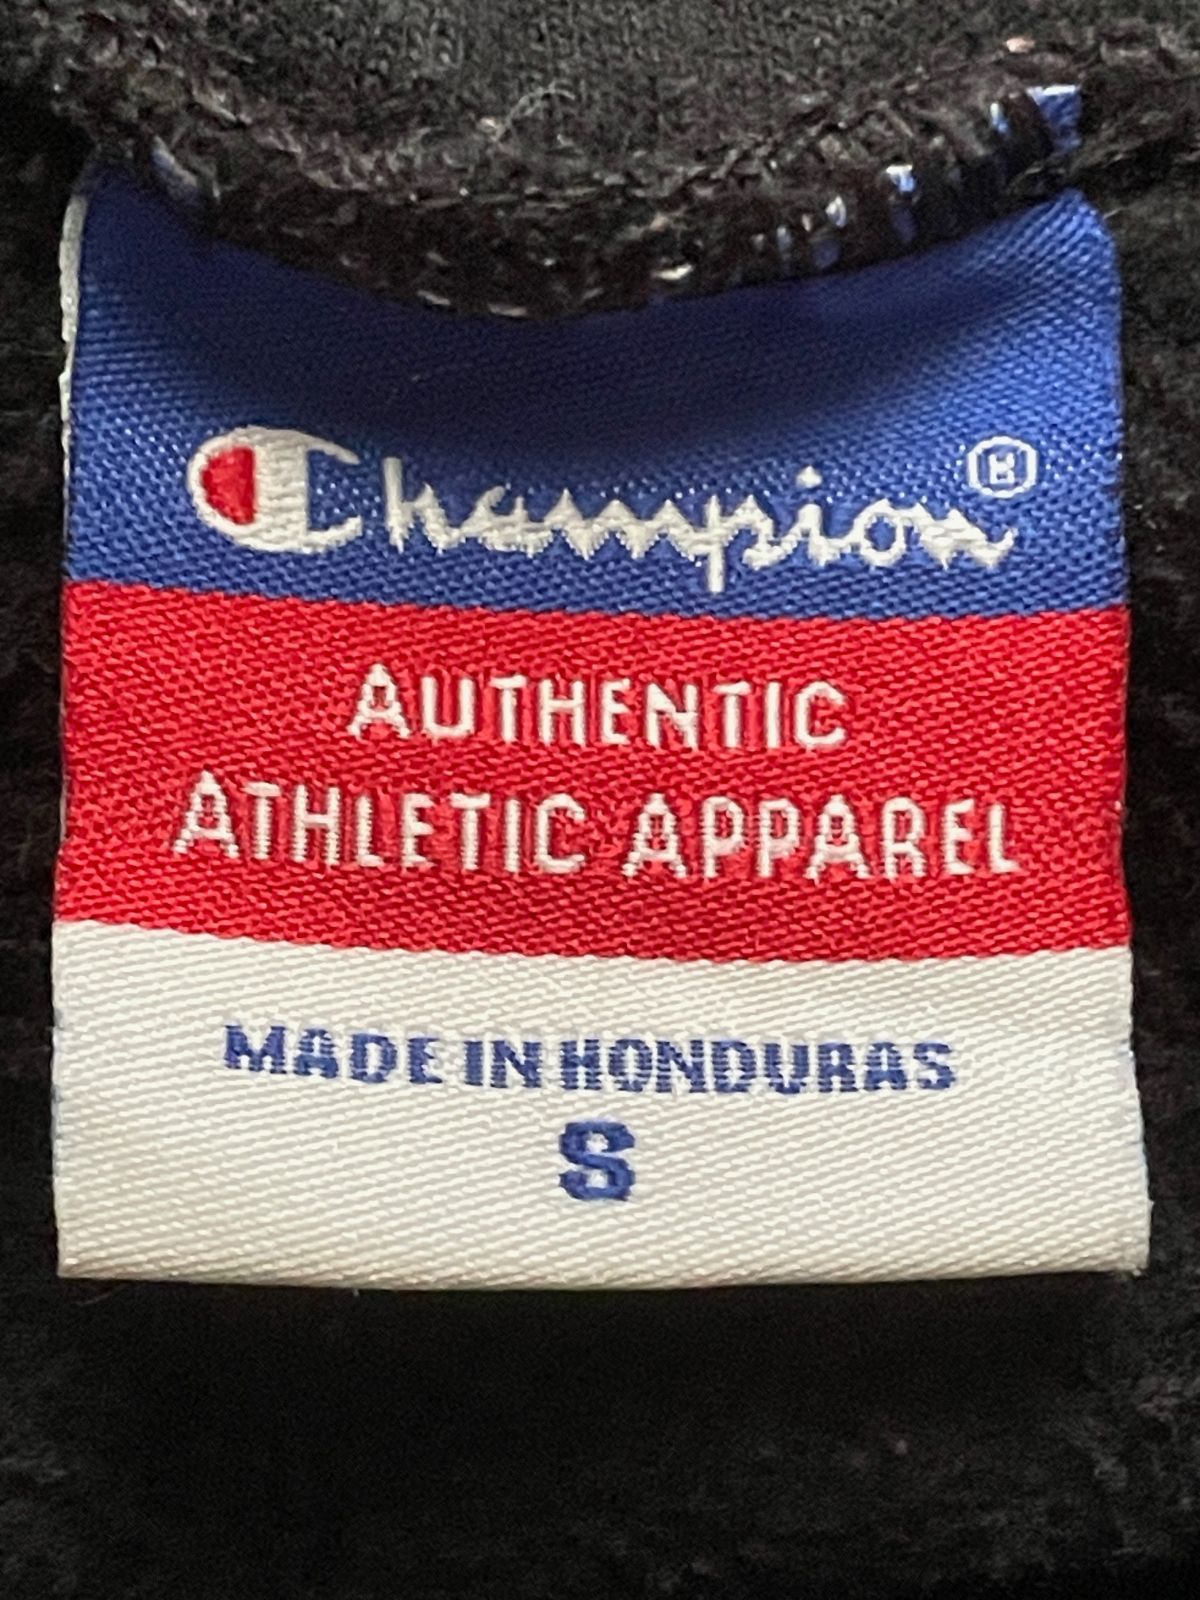 Champion®
AUTHENTIC
ATHLETIC APPAREL
MADE IN HONDURAS
S